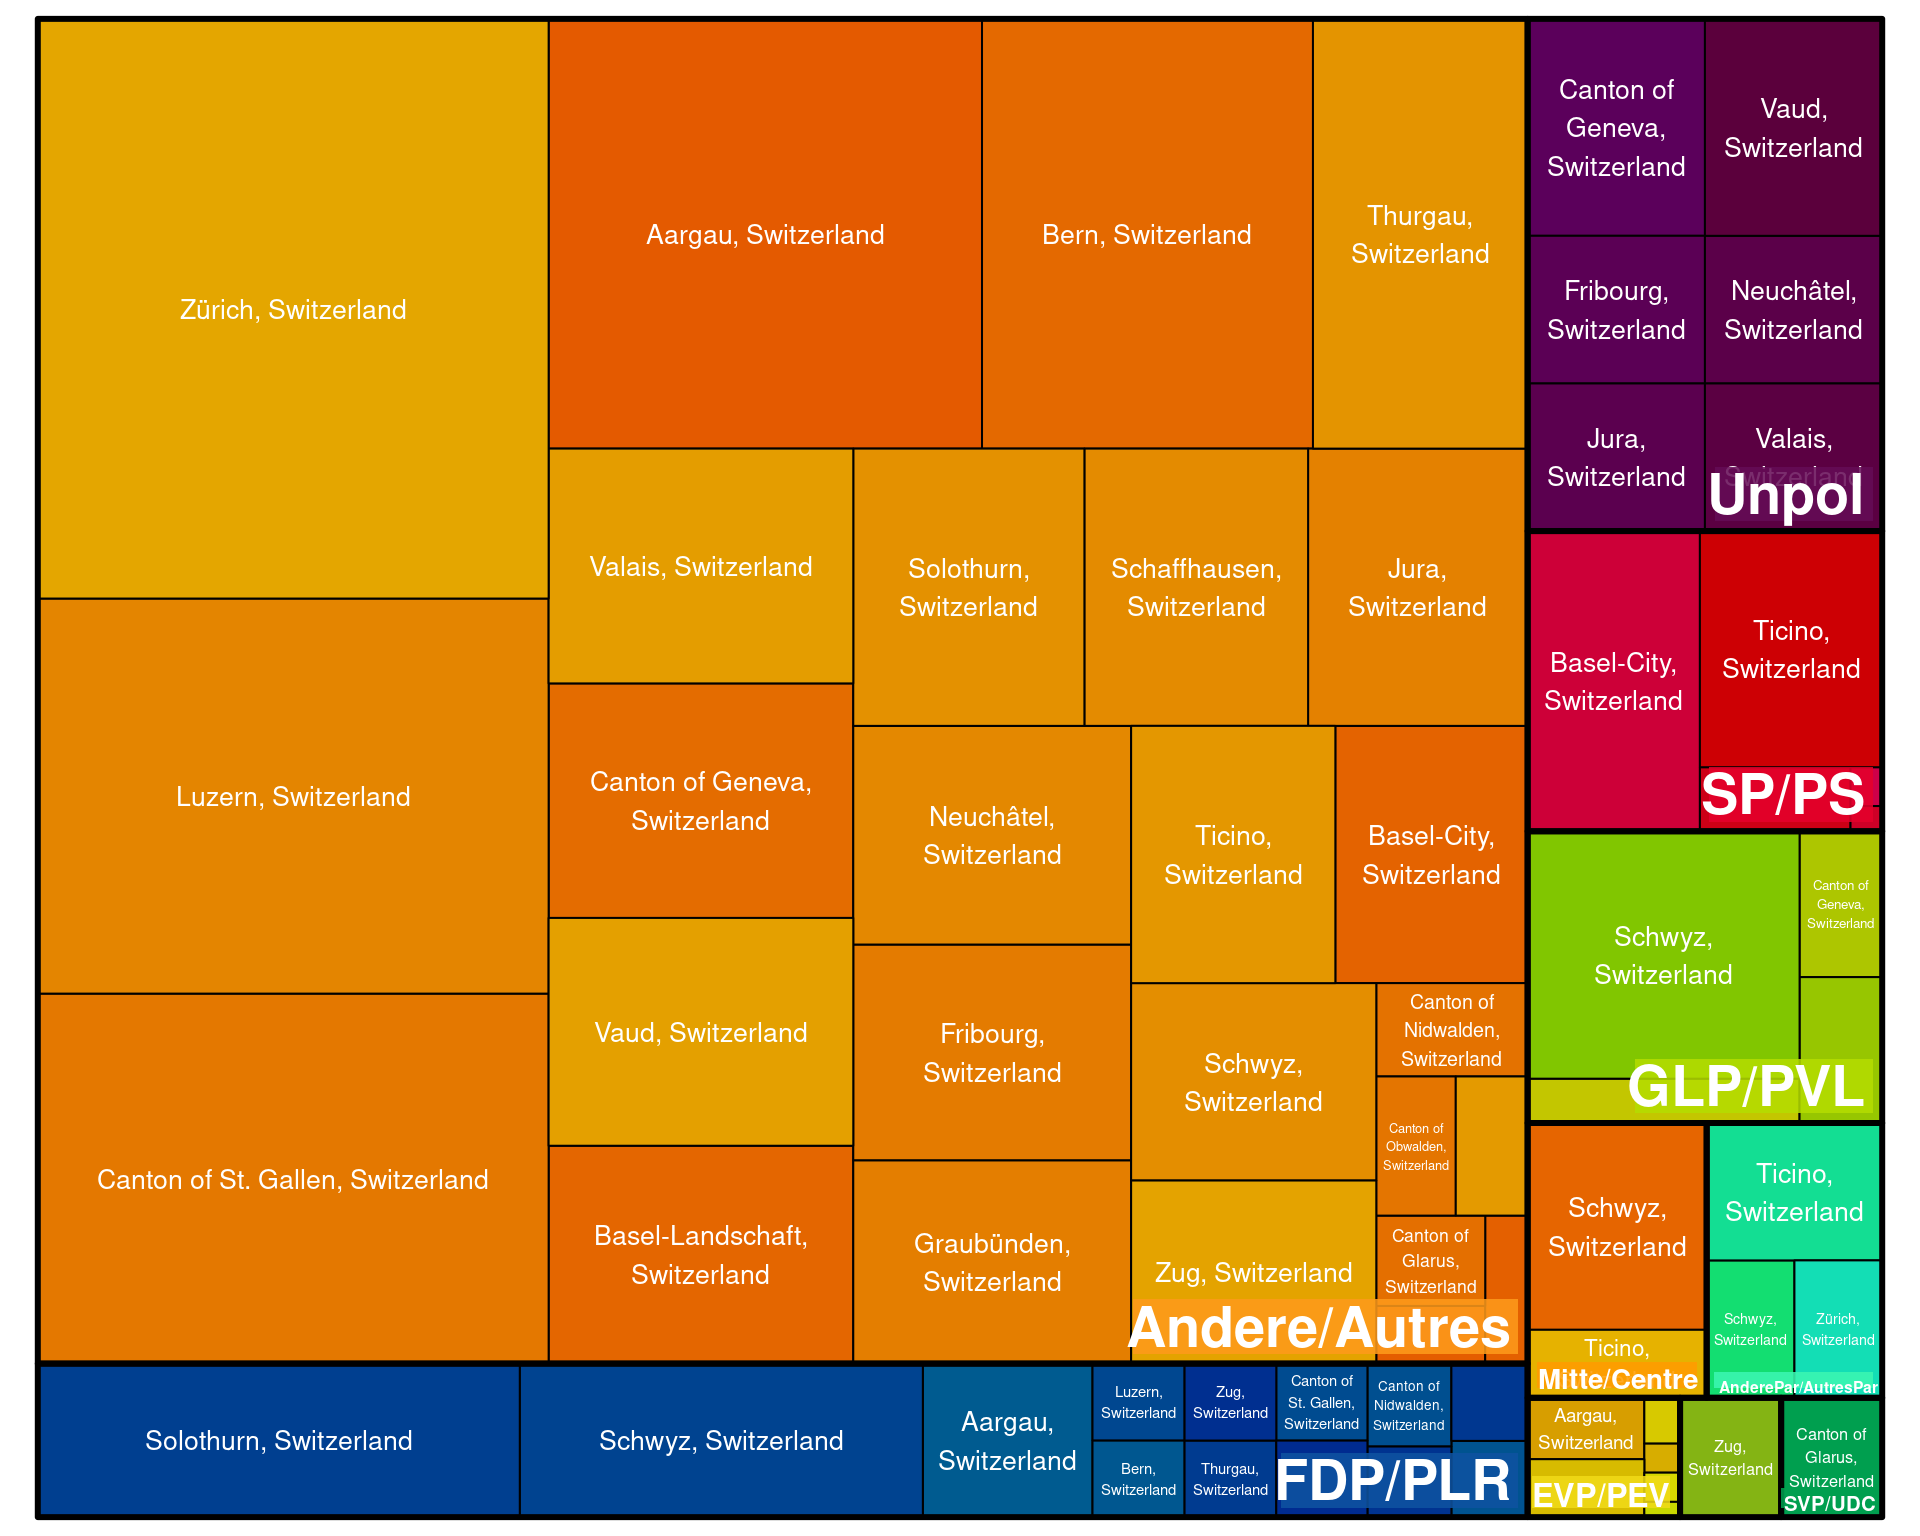 Zürich, Switzerland
Luzern, Switzerland
Canton of St. Gallen, Switzerland
Aargau, Switzerland
Bern, Switzerland
Thurgau,
Switzerland
Valais, Switzerland
Canton of Geneva,
Switzerland
Vaud, Switzerland
Basel-Landschaft,
Switzerland
Solothurn,
Switzerland
Schaffhausen,
Switzerland
Jura,
Switzerland
Neuchâtel,
Switzerland
Fribourg,
Switzerland
Graubünden,
Switzerland
Ticino,
Switzerland
Basel-City,
Switzerland
Schwyz,
Switzerland
Zug, Switzerland
Canton of
Nidwalden,
Switzerland
Canton of
Obwalden,
Switzerland
Canton of
Glarus,
Switzerland
Andere/Autres
Solothurn, Switzerland
Schwyz, Switzerland
Aargau,
Switzerland
Luzern,
Switzerland
Bern,
Switzerland
Zug,
Switzerland
Thurgau,
Switzerland
Canton of
St. Gallen,
Switzerland
Canton of
Nidwalden,
Switzerland
FDP/PLR
Canton of
Geneva,
Switzerland
Vaud,
Switzerland
Fribourg,
Switzerland
Neuchâtel,
Switzerland
Jura,
Switzerland
Valais,
Switzerland
Unpol
Basel-City,
Switzerland
Ticino,
Switzerland
SP/PS
Schwyz,
Switzerland
Canton of
Geneva,
Switzerland
GLP/PVL
Schwyz,
Switzerland
Ticino,
Mitte/Centre
Ticino,
Switzerland
Schwyz,
Switzerland
Zürich,
Switzerland
AnderePar/AutresPar
Aargau,
Switzerland
EVP/PEV
Zug,
Switzerland
Canton of
Glarus,
Switzerland
SVP/UDC